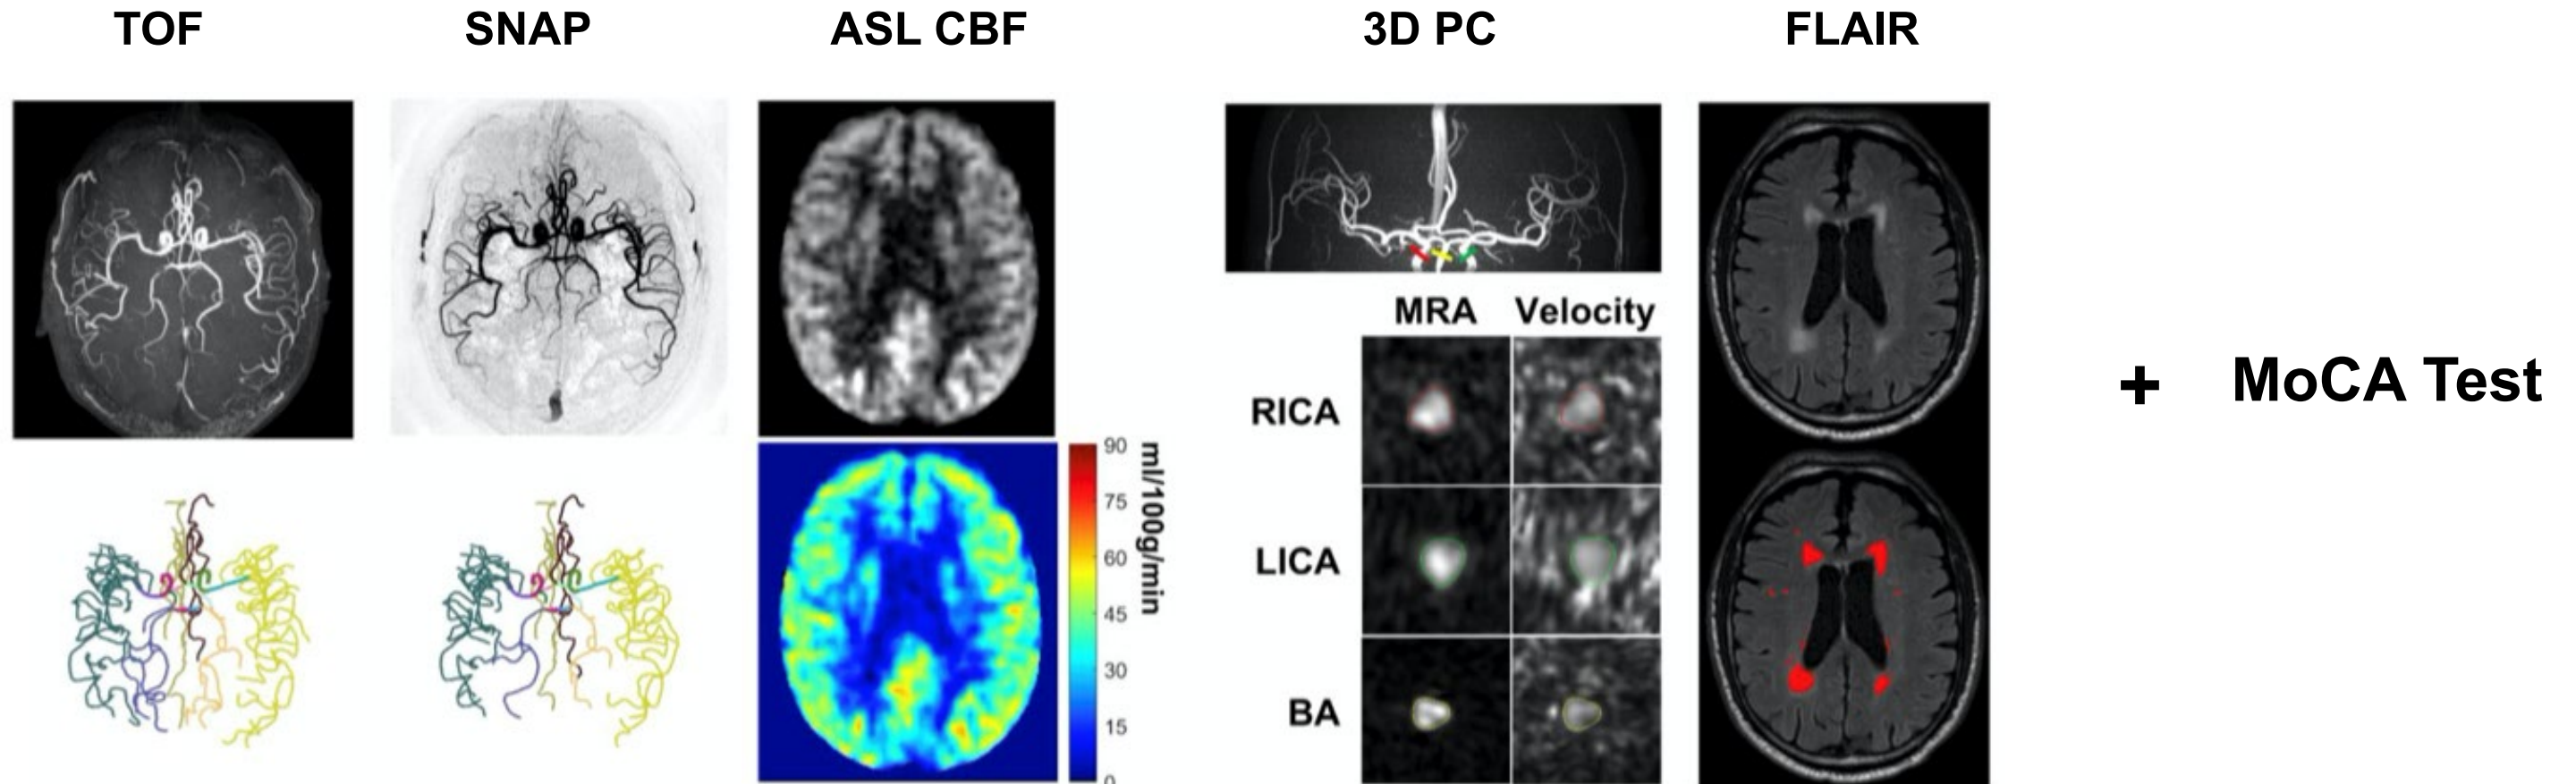 TOF
SNAP
ASL CBF
3D PC
FLAIR
90
75
60
45
30
15
0
ml/100g/min
MRA
Velocity
RICA
LICA
BA
+ MoCA Test